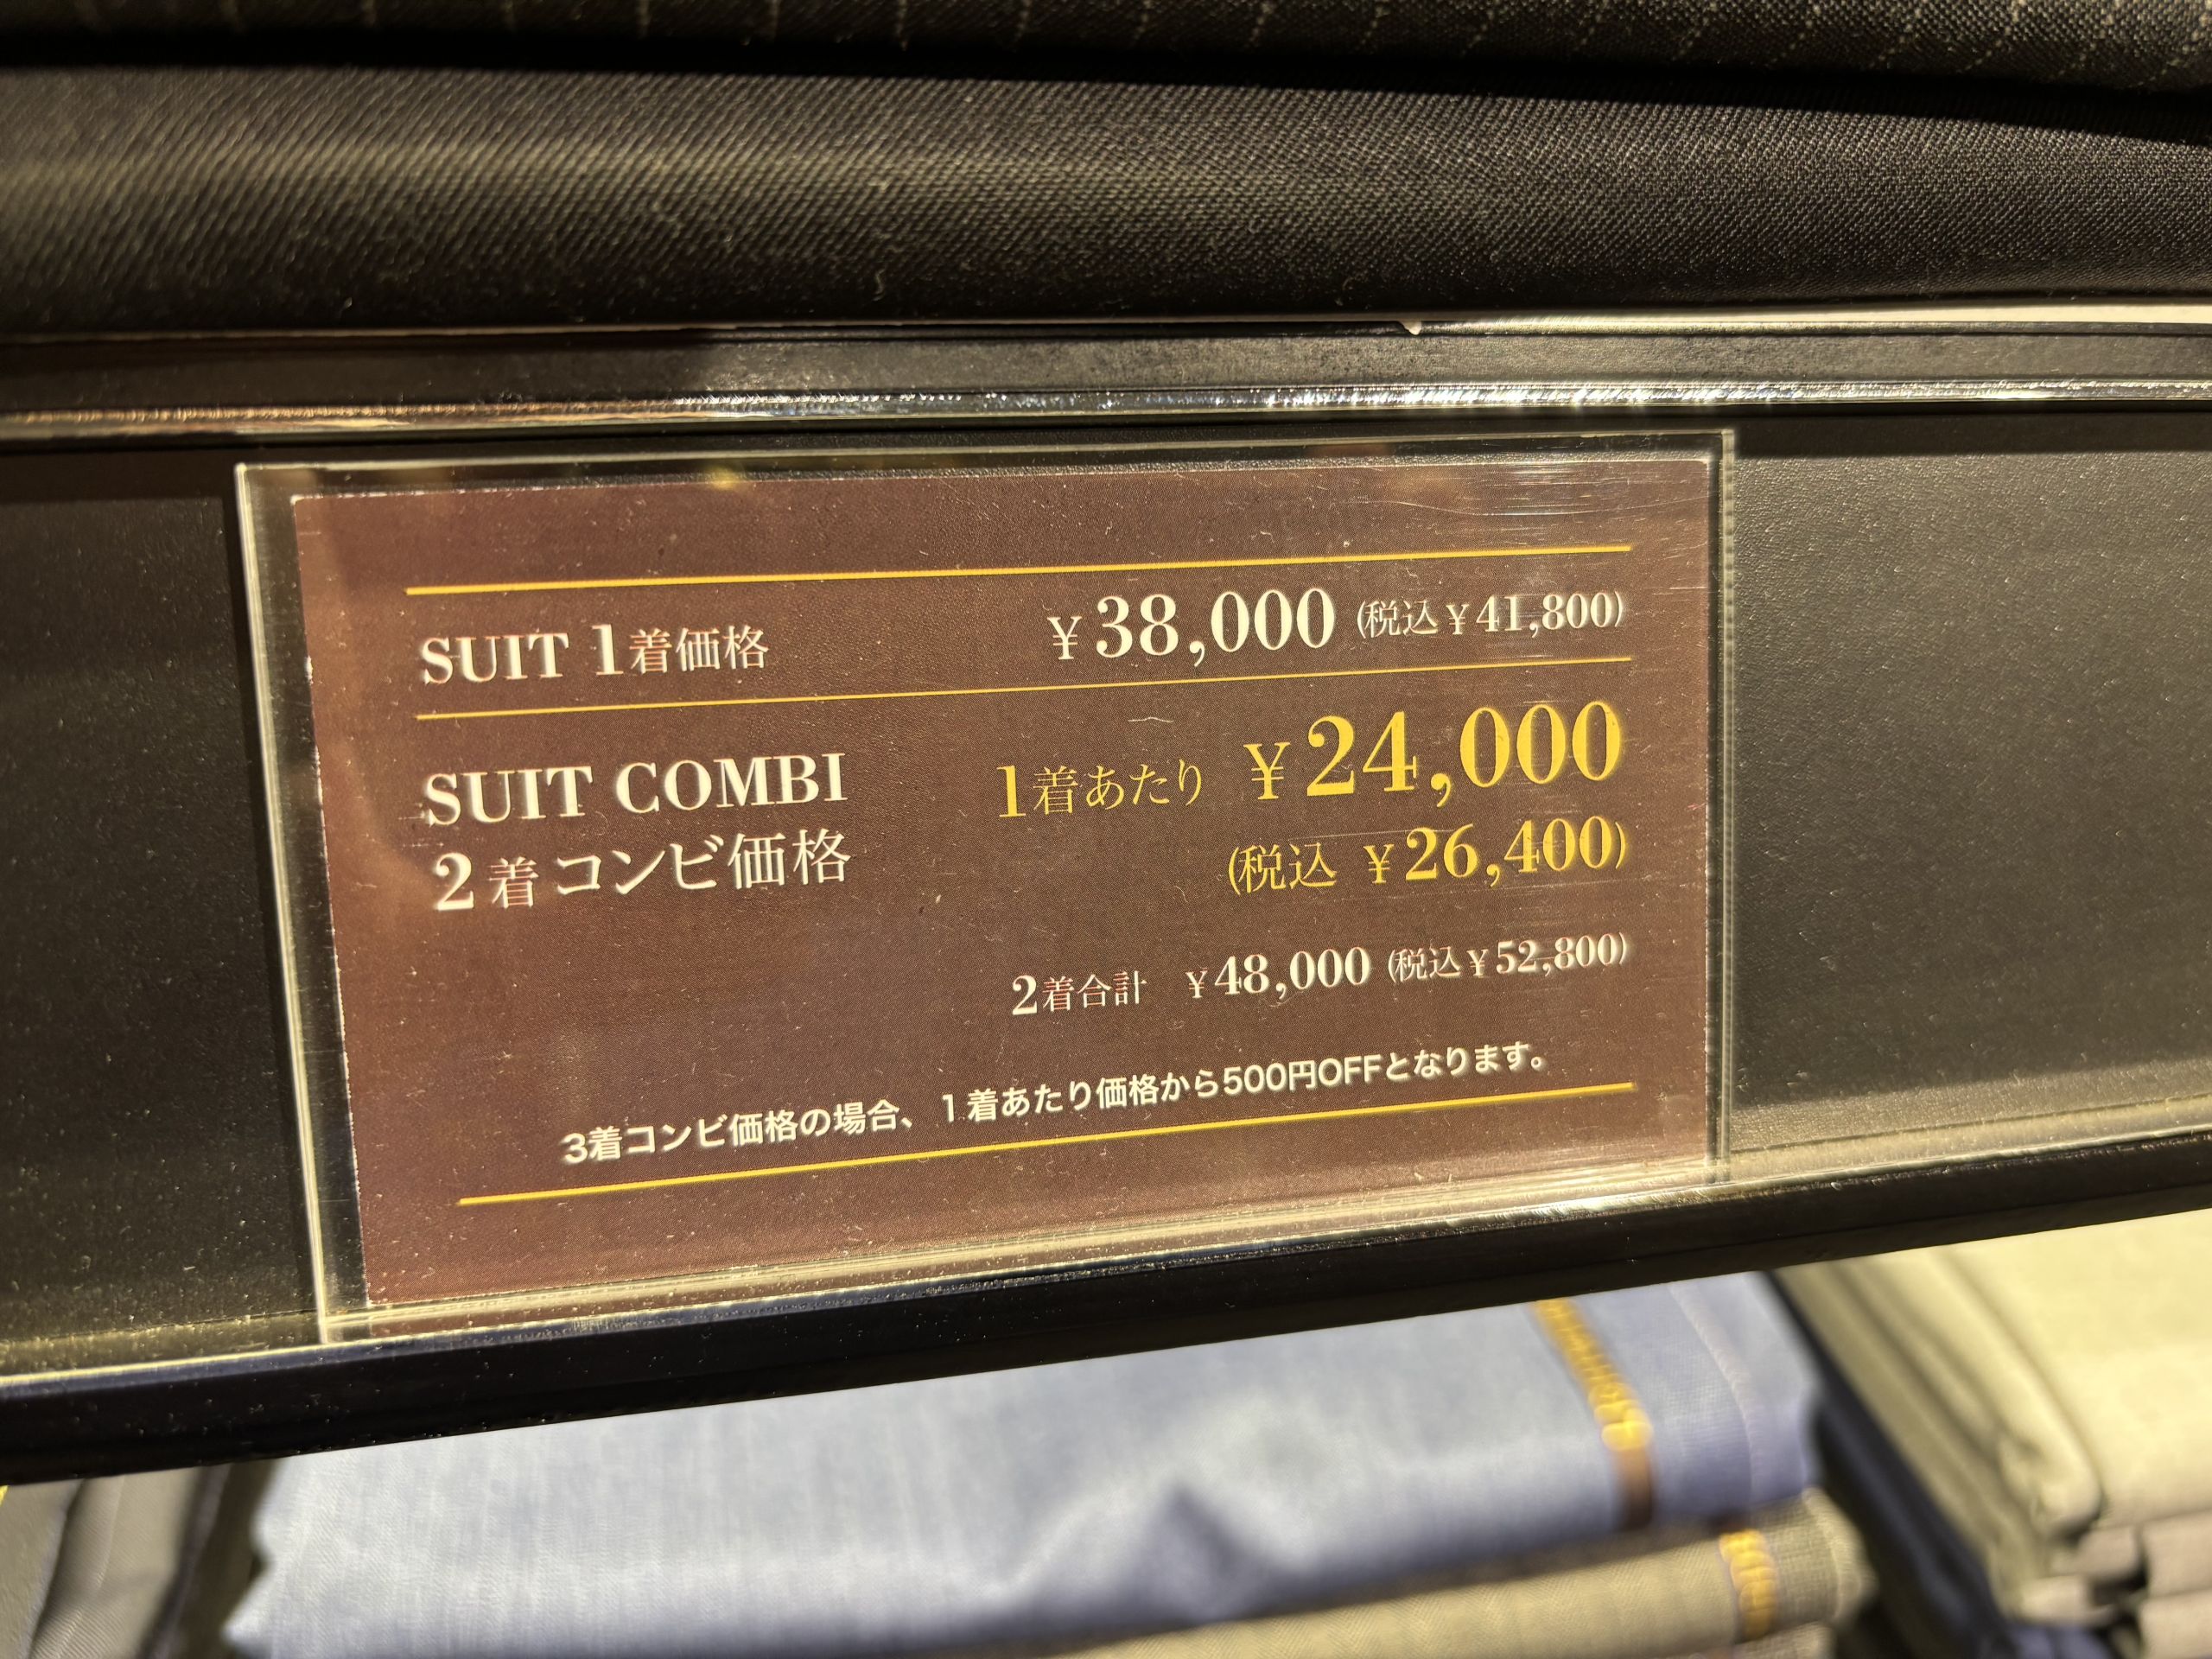 SUIT 1着価格 ¥38,000 (税込¥41,800)
SUIT COMBI
2着コンビ価格
1着あたり ¥24,000
(税込 ¥26,400)
2着合計 ¥48,000 (税込¥52,800)
3着コンビ価格の場合、1着あたり価格から500円OFFとなります。